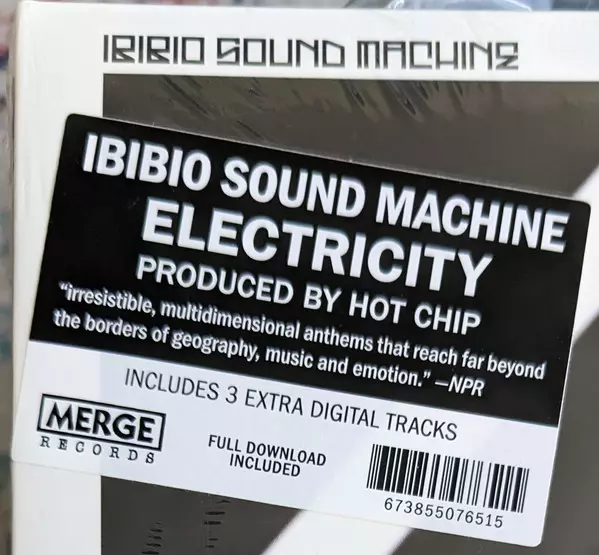 IBIBIO SOUND MACHINE
IBIBIO SOUND MACHINE
ELECTRICITY
PRODUCED BY HOT CHIP
"irresistible, multidimensional anthems that reach far beyond
the borders of geography, music and emotion." —NPR
INCLUDES 3 EXTRA DIGITAL TRACKS
MERGE
RECORDS
FULL DOWNLOAD
INCLUDED
673855076515